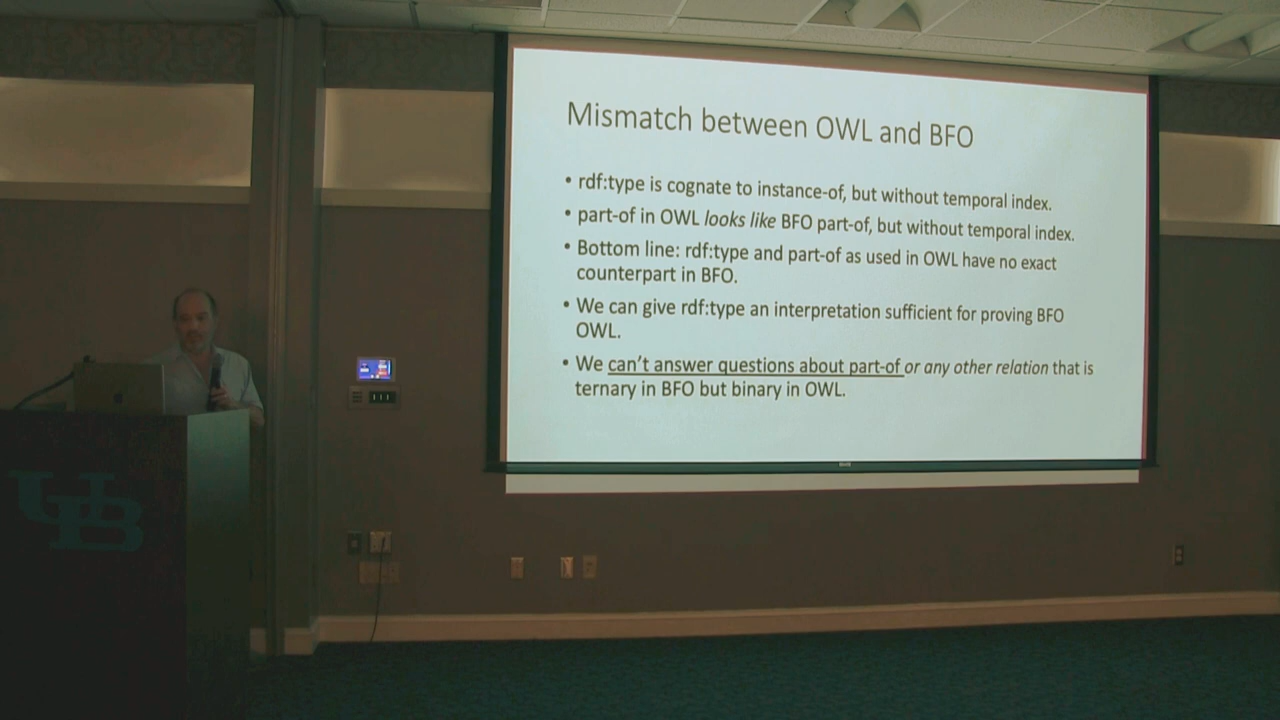 Mismatch between OWL and BFO
• rdf:type is cognate to instance-of, but without temporal index.
• part-of in OWL looks like BFO part-of, but without temporal index.
• Bottom line: rdf:type and part-of as used in OWL have no exact
counterpart in BFO.
• We can give rdf:type an interpretation sufficient for proving BFO
OWL.
• We can't answer questions about part-of or any other relation that is
ternary in BFO but binary in OWL.
UB